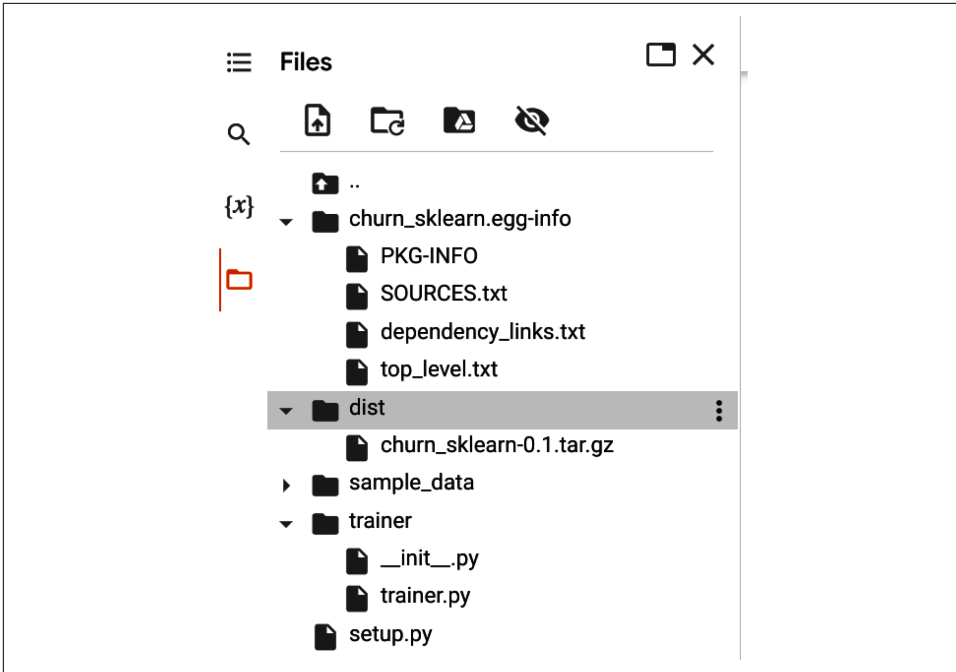 Files
..
{x}
churn_sklearn.egg-info
PKG-INFO
SOURCES.txt
dependency_links.txt
top_level.txt
dist
churn_sklearn-0.1.tar.gz
sample_data
trainer
__init__.py
trainer.py
setup.py